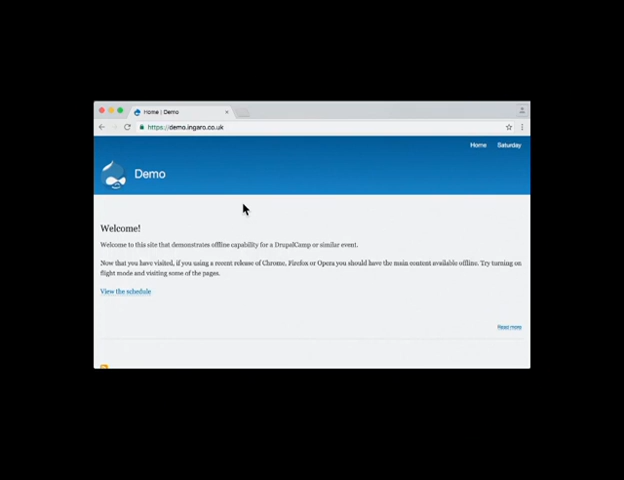 Home | Demo
https://demo.ingaro.co.uk
Home Saturday
Demo
Welcome!
Welcome to this site that demonstrates offline capability for a DrupalCamp or similar event.
Now that you have visited, if you using a recent release of Chrome, Firefox or Opera you should have the main content available offline. Try turning on
flight mode and visiting some of the pages.
View the schedule
Read more